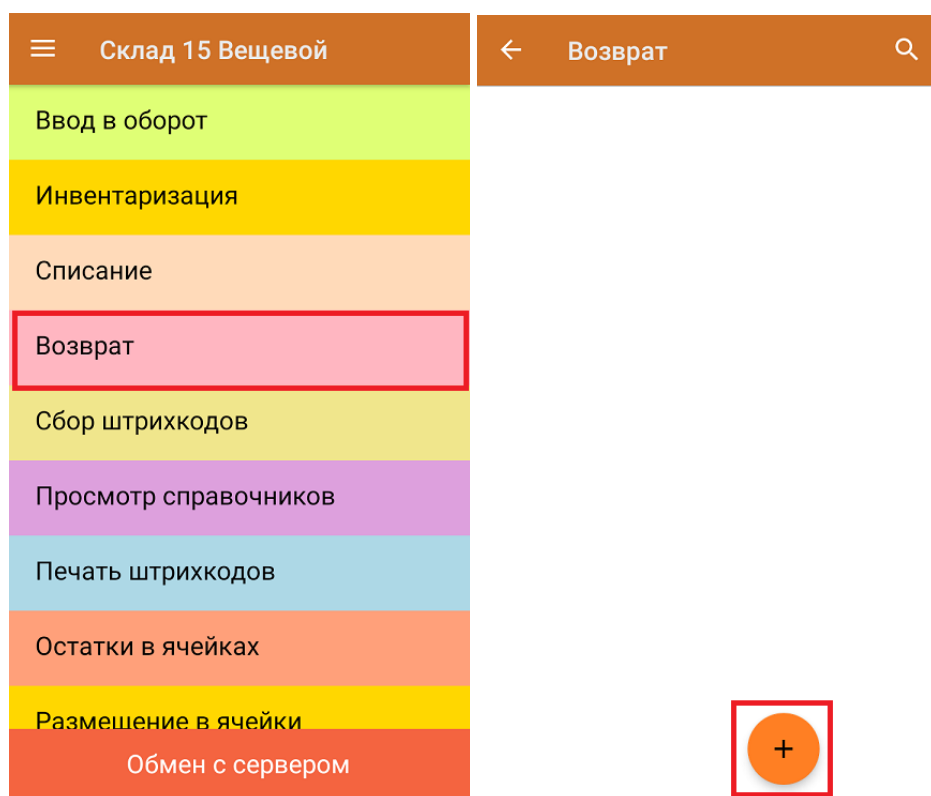 Склад 15 Вещевой
Ввод в оборот
Инвентаризация
Списание
Возврат
Сбор штрихкодов
Просмотр справочников
Печать штрихкодов
Остатки в ячейках
Размещение в ячейки
Обмен с сервером
Возврат
+